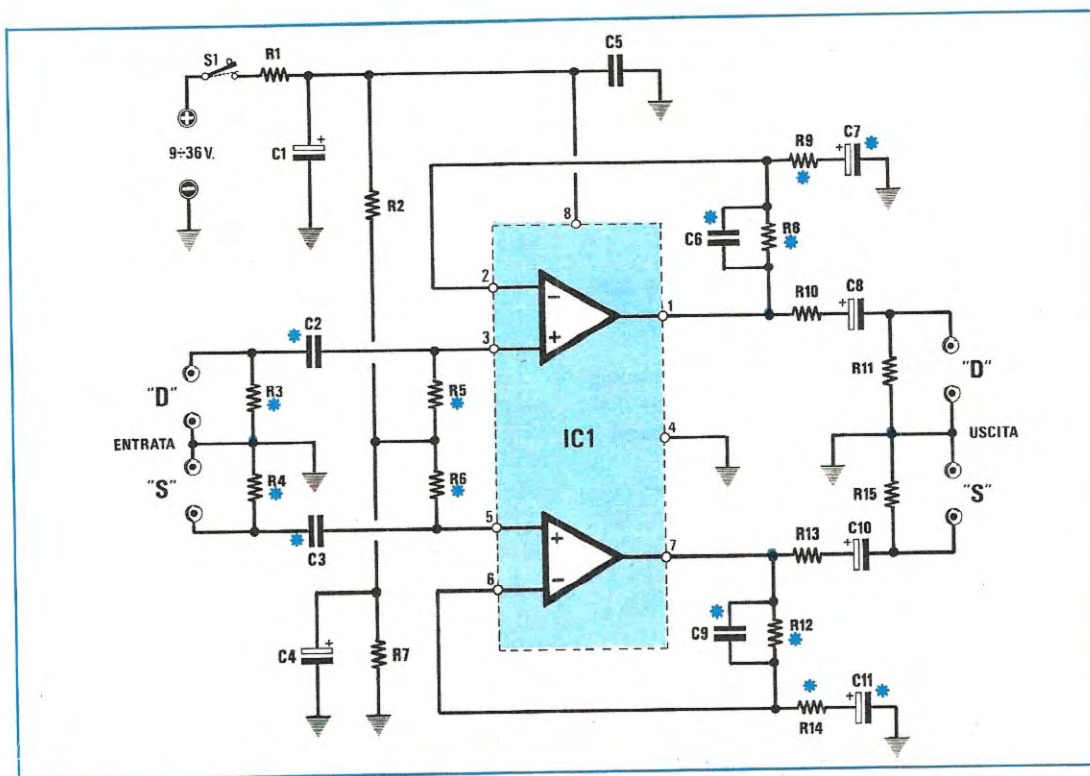 S1
R1
C5
9÷36 V.
C1
R2
R9
C7
C6
R8
8
2
1
R10
C8
3
"D"
C2
R3
R5
R11
"D"
ENTRATA
IC1
4
USCITA
"S"
R4
R6
R15
"S"
C3
5
7
R13
C10
6
C9
R12
C4
R7
R14
C11